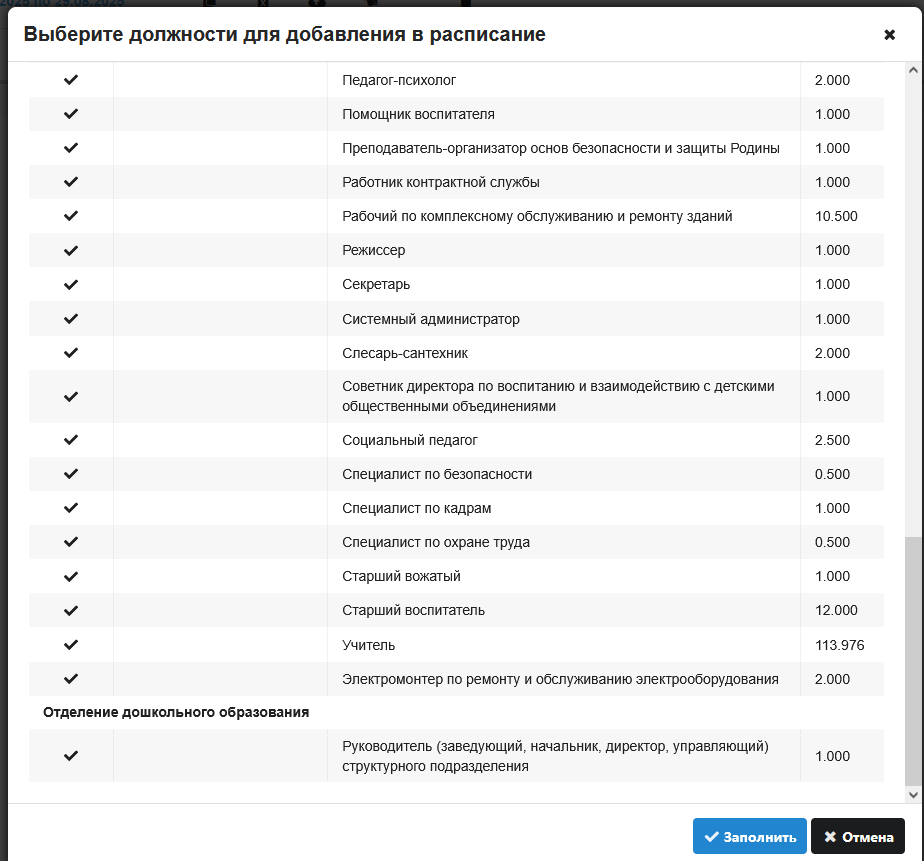 2025 по 29.08.2025
Выберите должности для добавления в расписание
Педагог-психолог 2.000
Помощник воспитателя 1.000
Преподаватель-организатор основ безопасности и защиты Родины 1.000
Работник контрактной службы 1.000
Рабочий по комплексному обслуживанию и ремонту зданий 10.500
Режиссер 1.000
Секретарь 1.000
Системный администратор 1.000
Слесарь-сантехник 2.000
Советник директора по воспитанию и взаимодействию с детскими
общественными объединениями 1.000
Социальный педагог 2.500
Специалист по безопасности 0.500
Специалист по кадрам 1.000
Специалист по охране труда 0.500
Старший вожатый 1.000
Старший воспитатель 12.000
Учитель 113.976
Электромонтер по ремонту и обслуживанию электрооборудования 2.000
Отделение дошкольного образования
Руководитель (заведующий, начальник, директор, управляющий)
структурного подразделения 1.000
Заполнить Отмена